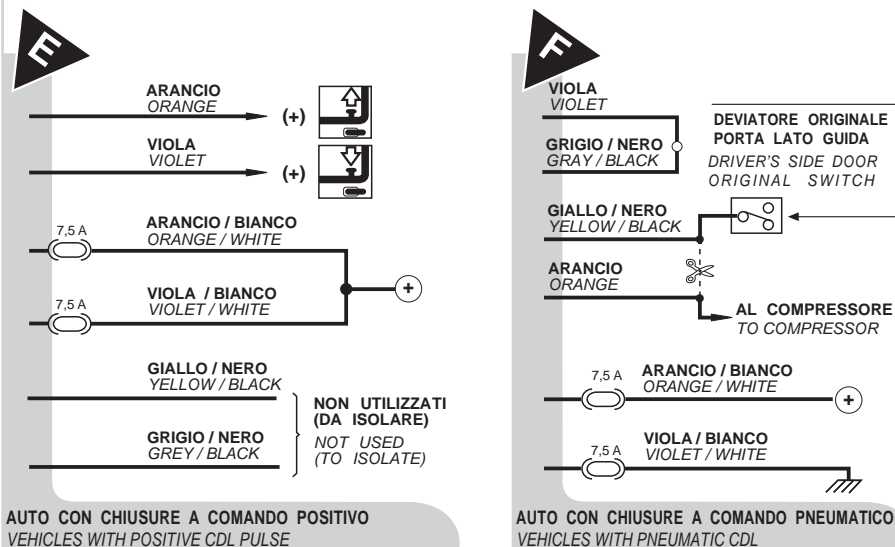 E
ARANCIO
ORANGE
(+)
VIOLA
VIOLET
(+)
7,5 A
ARANCIO / BIANCO
ORANGE / WHITE
7,5 A
VIOLA / BIANCO
VIOLET / WHITE
+
GIALLO / NERO
YELLOW / BLACK
GRIGIO / NERO
GREY / BLACK
NON UTILIZZATI
(DA ISOLARE)
NOT USED
(TO ISOLATE)
AUTO CON CHIUSURE A COMANDO POSITIVO
VEHICLES WITH POSITIVE CDL PULSE
F
VIOLA
VIOLET
GRIGIO / NERO
GRAY / BLACK
DEVIATORE ORIGINALE
PORTA LATO GUIDA
DRIVER'S SIDE DOOR
ORIGINAL SWITCH
GIALLO / NERO
YELLOW / BLACK
ARANCIO
ORANGE
AL COMPRESSORE
TO COMPRESSOR
7,5 A
ARANCIO / BIANCO
ORANGE / WHITE
+
7,5 A
VIOLA / BIANCO
VIOLET / WHITE
AUTO CON CHIUSURE A COMANDO PNEUMATICO
VEHICLES WITH PNEUMATIC CDL